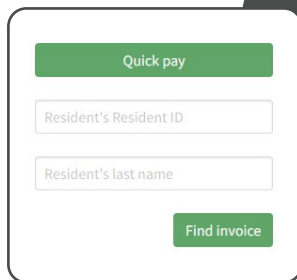 Quick pay
Resident's Resident ID
Resident's last name
Find invoice